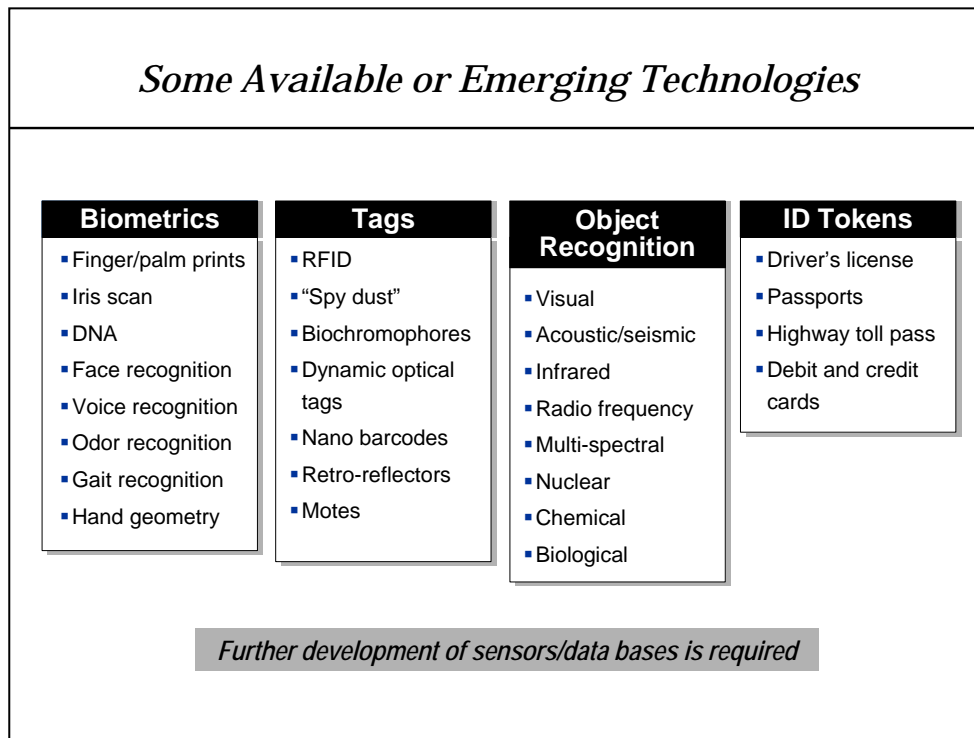 Some Available or Emerging Technologies
Biometrics
▪Finger/palm prints
▪Iris scan
▪DNA
▪Face recognition
▪Voice recognition
▪Odor recognition
▪Gait recognition
▪Hand geometry
Tags
▪RFID
▪“Spy dust”
▪Biochromophores
▪Dynamic optical
tags
▪Nano barcodes
▪Retro-reflectors
▪Motes
Object
Recognition
▪Visual
▪Acoustic/seismic
▪Infrared
▪Radio frequency
▪Multi-spectral
▪Nuclear
▪Chemical
▪Biological
ID Tokens
▪Driver’s license
▪Passports
▪Highway toll pass
▪Debit and credit
cards
Further development of sensors/data bases is required